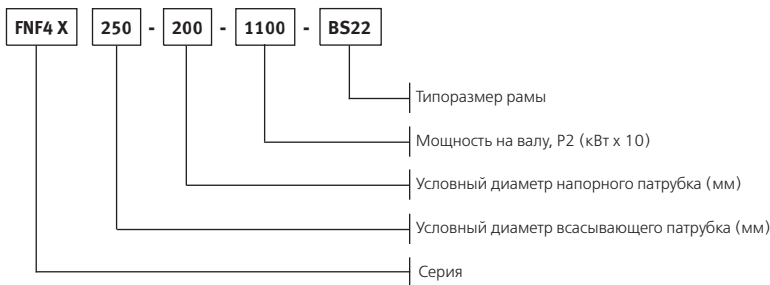 FNF4 X 250 - 200 - 1100 - BS22
Типоразмер рамы
Мощность на валу, P2 (кВт x 10)
Условный диаметр напорного патрубка (мм)
Условный диаметр всасывающего патрубка (мм)
Серия